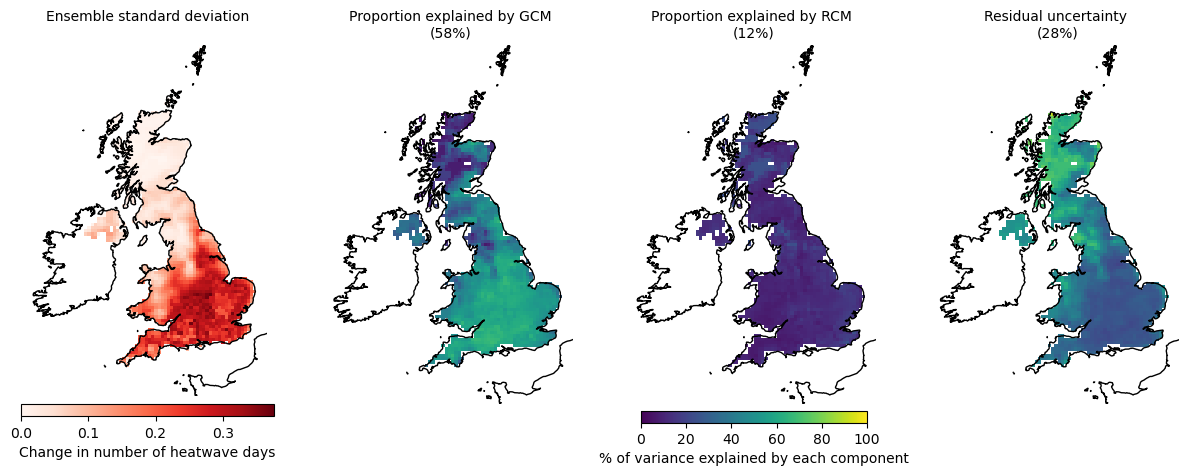 Ensemble standard deviation
Proportion explained by GCM
(58%)
Proportion explained by RCM
(12%)
Residual uncertainty
(28%)
0.0 0.1 0.2 0.3
Change in number of heatwave days
0 20 40 60 80 100
% of variance explained by each component